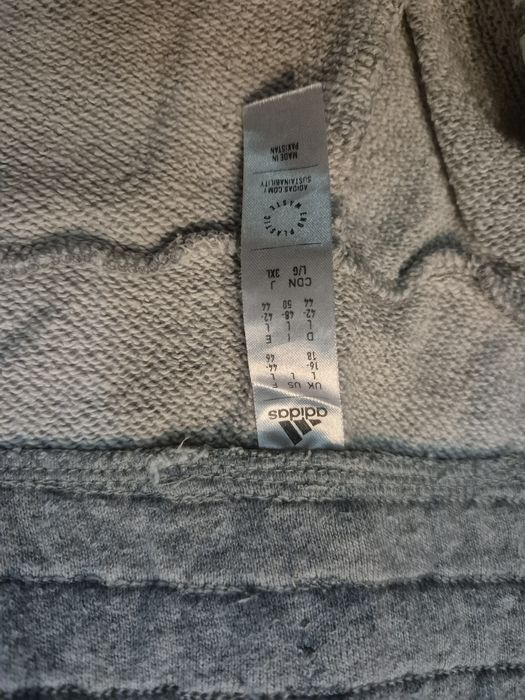 adidas
UK US F
L L L
16- 44-
18 46
D I E
L L L
42- 48- 42-
44 50 44
CDN J
L/G 3XL
END PLASTIC WASTE
ADIDAS.COM/
SUSTAINABILITY
MADE IN
PAKISTAN